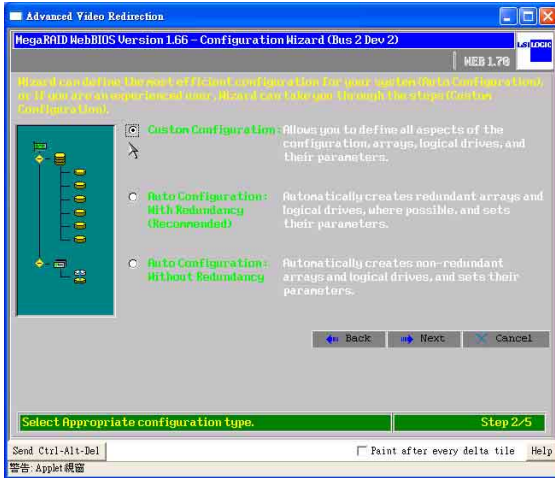 Advanced Video Redirection
MegaRAID WebBIOS Version 1.66 - Configuration Wizard (Bus 2 Dev 2)
LSI LOGIC
WEB 1.70
Wizard can define the most efficient configuration for your system (Auto Configuration),
or if you are an experienced user, Wizard can take you through the steps (Custom
Configuration).
Custom Configuration: Allows you to define all aspects of the
configuration, arrays, logical drives, and
their parameters.
Auto Configuration: Automatically creates redundant arrays and
With Redundancy logical drives, where possible, and sets
(Recommended) their parameters.
Auto Configuration: Automatically creates non-redundant
Without Redundancy arrays and logical drives, and sets their
parameters.
Back Next Cancel
Select Appropriate configuration type. Step 2/5
Send Ctrl-Alt-Del Paint after every delta tile Help
警告: Applet 視窗